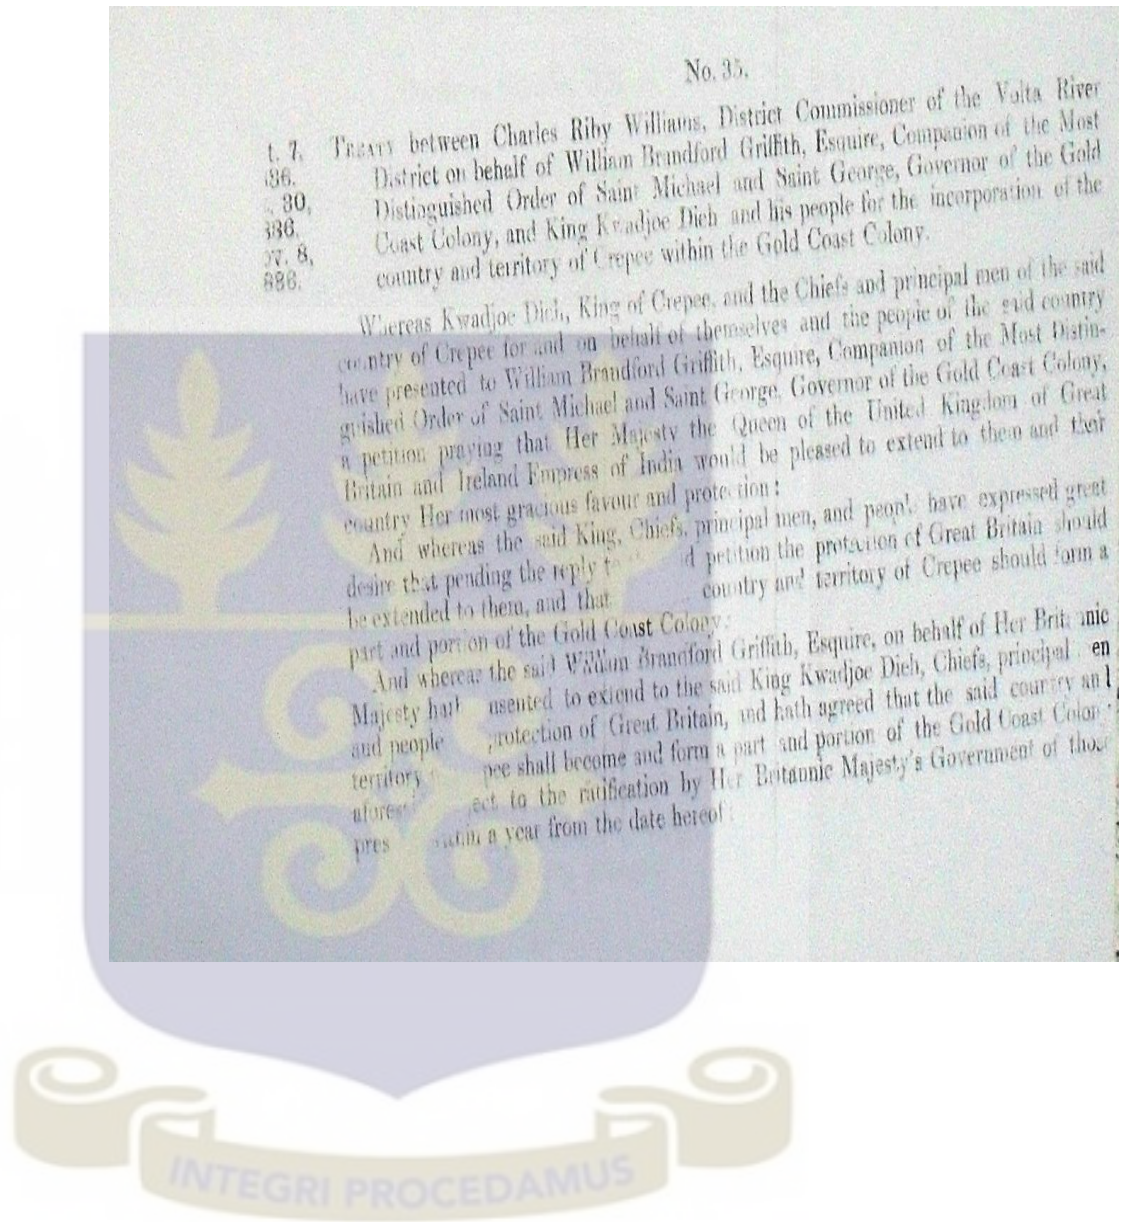 No. 35.
t. 7,
36.
30,
386.
ov. 8,
886.
TREATY between Charles Riby Williams, District Commissioner of the Volta River
District on behalf of William Brandford Griffith, Esquire, Companion of the Most
Distinguished Order of Saint Michael and Saint George, Governor of the Gold
Coast Colony, and King Kwadjoe Dieh and his people for the incorporation of the
country and territory of Crepee within the Gold Coast Colony.
Whereas Kwadjoe Dieh, King of Crepee, and the Chiefs and principal men of the said
country of Crepee for and on behalf of themselves and the people of the said country
have presented to William Brandford Griffith, Esquire, Companion of the Most Distin-
guished Order of Saint Michael and Saint George, Governor of the Gold Coast Colony,
a petition praying that Her Majesty the Queen of the United Kingdom of Great
Britain and Ireland Empress of India would be pleased to extend to them and their
country Her most gracious favour and protection:
And whereas the said King, Chiefs, principal men, and people have expressed great
desire that pending the reply to petition the protection of Great Britain should
be extended to them, and that country and territory of Crepee should form a
part and portion of the Gold Coast Colony:
And whereas the said William Brandford Griffith, Esquire, on behalf of Her Britannic
Majesty hath to extend to the said King Kwadjoe Dieh, Chiefs, principal en
and people protection of Great Britain, and hath agreed that the said country and
territory pee shall become and form a part and portion of the Gold Coast Colony
afores ect to the ratification by Her Britannic Majesty's Government of those
pres a year from the date hereof:
INTEGRI PROCEDAMUS